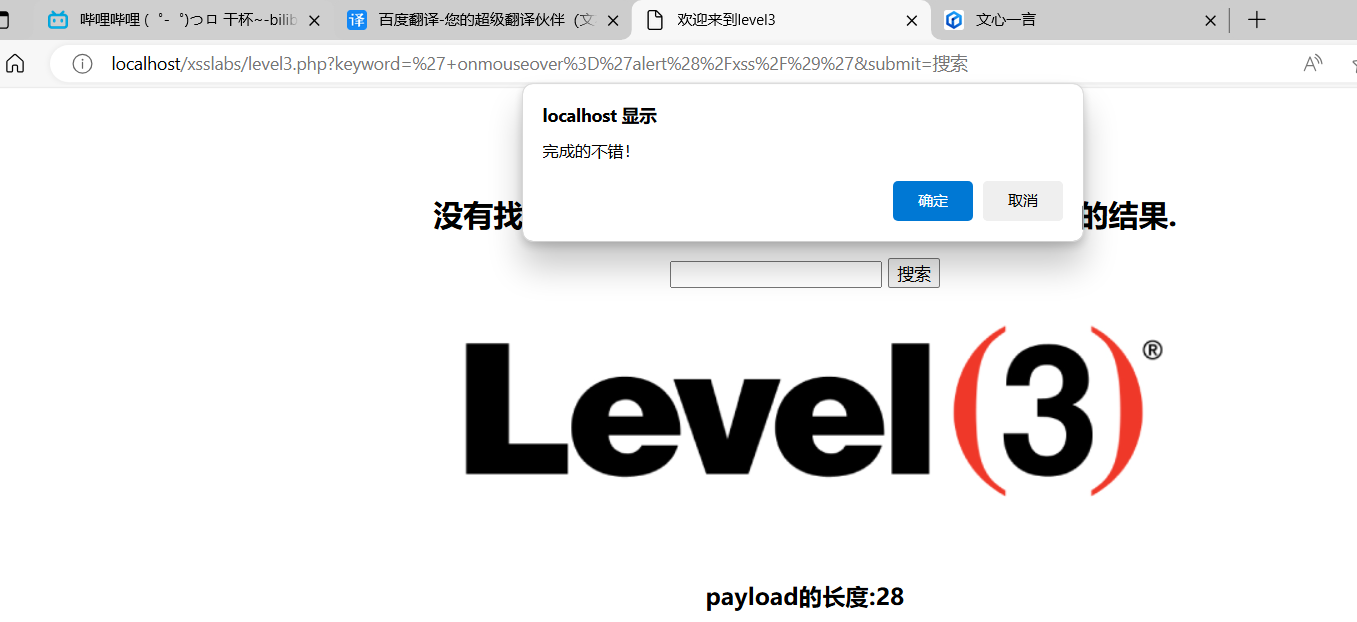 哔哩哔哩 (゜-゜)つロ 干杯~-bilib
译 百度翻译-您的超级翻译伙伴（文
欢迎来到level3
文心一言
localhost/xsslabs/level3.php?keyword=%27+onmouseover%3D%27alert%28%2Fxss%2F%29%27&submit=搜索
localhost 显示
完成的不错！
确定
取消
没有找
的结果.
搜索
Level(3)®
payload的长度:28